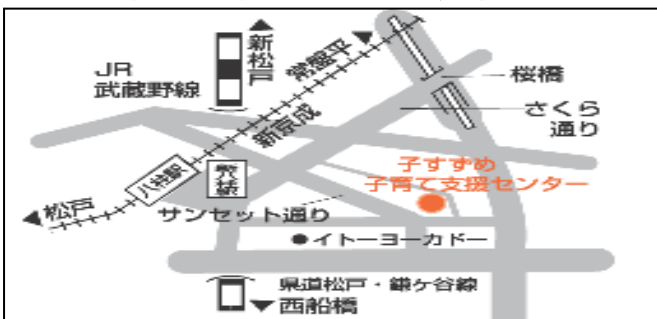 新松戸
常盤平
JR
武蔵野線
桜橋
新京成
さくら
通り
子すずめ
子育て支援センター
八柱駅
松戸
サンセット通り
イトーヨーカドー
県道松戸・鎌ケ谷線
西船橋